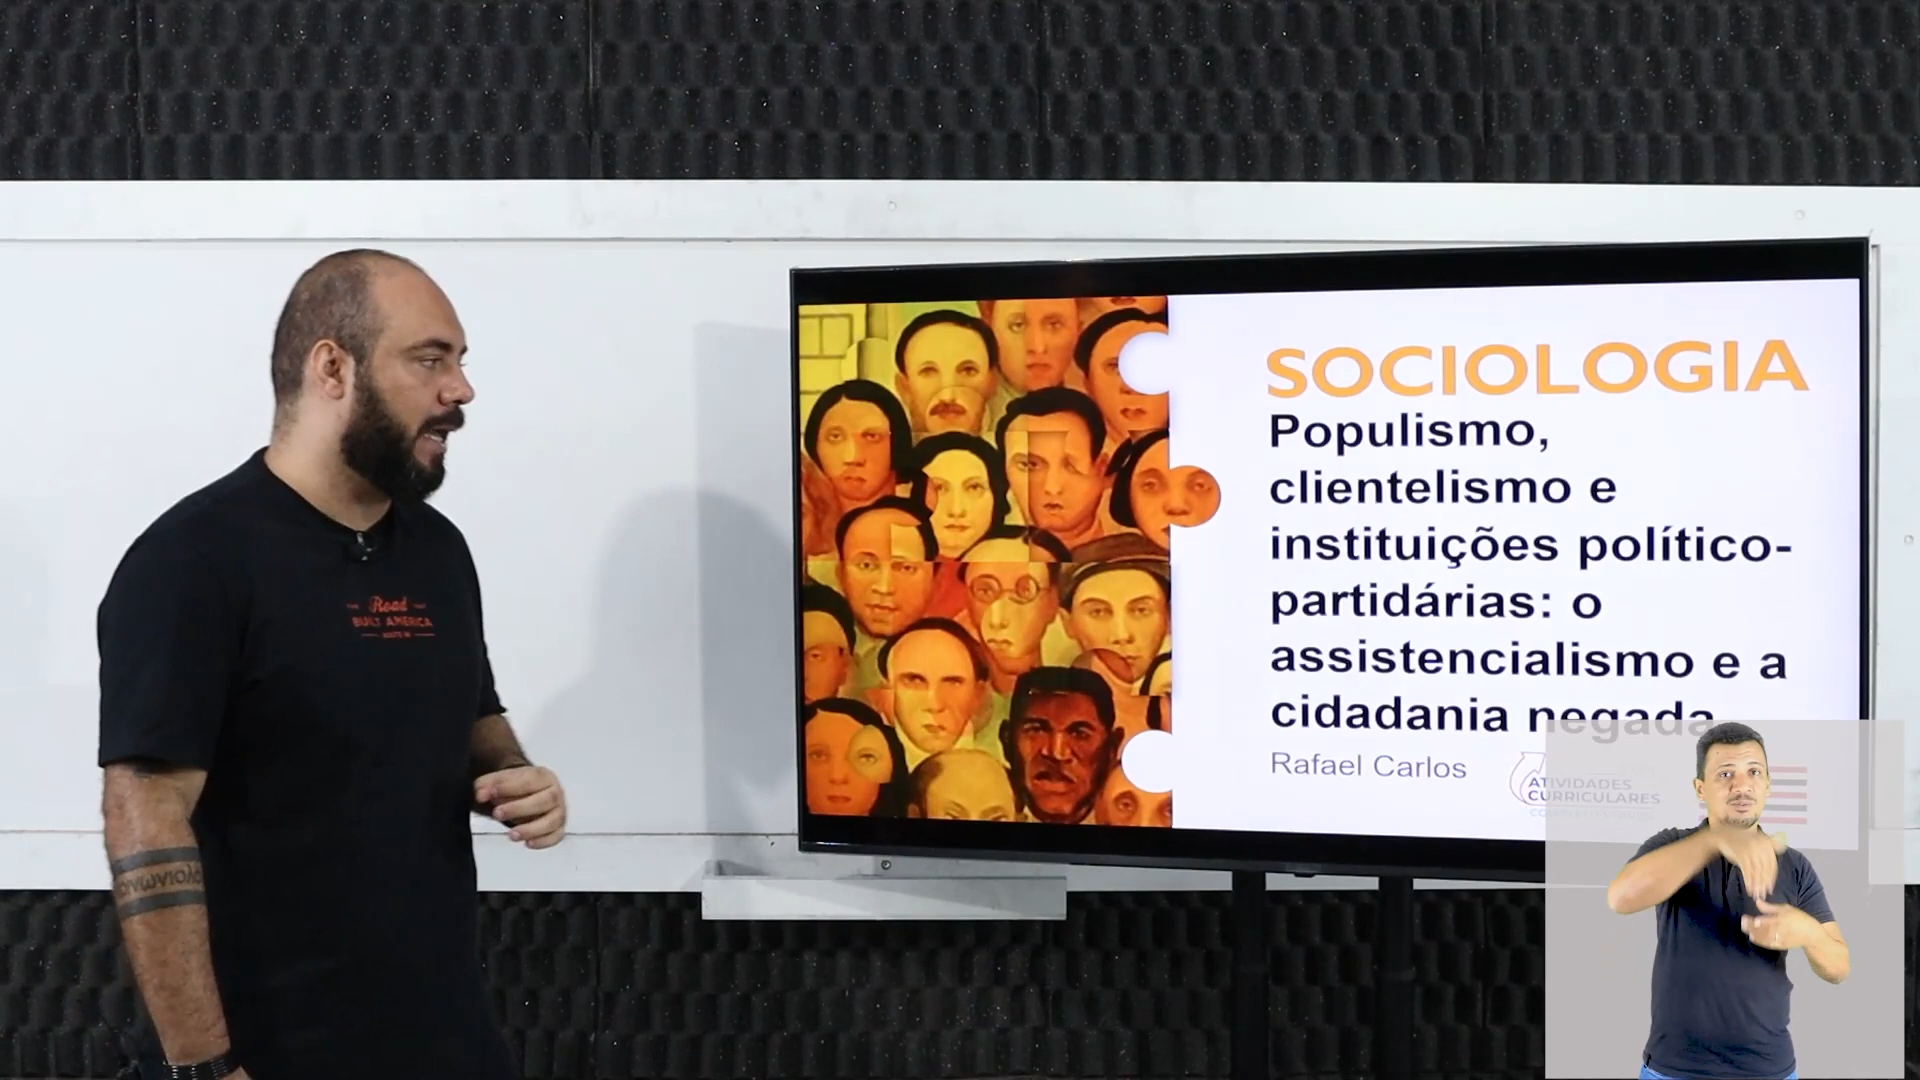 SOCIOLOGIA
Populismo,
clientelismo e
instituições político-
partidárias: o
assistencialismo e a
cidadania negada
Rafael Carlos
ATIVIDADES
CURRICULARES
Road
BUILT AMERICA